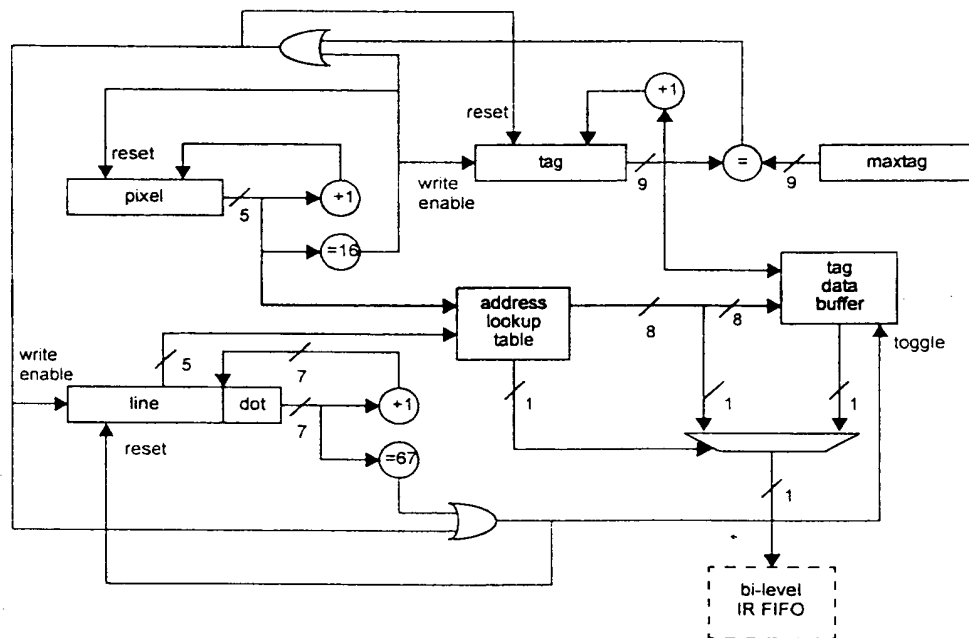 +1
reset
reset
tag
=
maxtag
9
9
pixel
write
enable
5
+1
=16
tag
data
buffer
address
lookup
table
8
8
toggle
write
enable
5
7
line
dot
7
+1
1
1
1
reset
=67
1
bi-level
IR FIFO